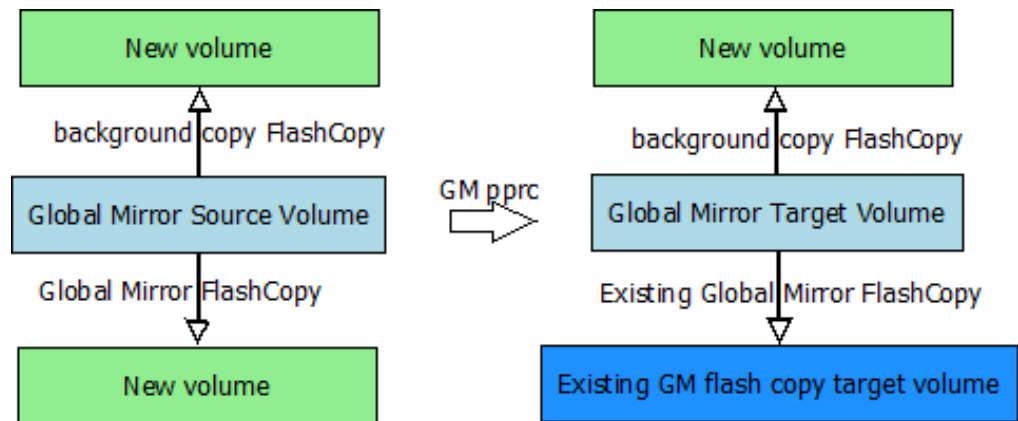 New volume
New volume
background copy FlashCopy
background copy FlashCopy
Global Mirror Source Volume
GM pprc
Global Mirror Target Volume
Global Mirror FlashCopy
Existing Global Mirror FlashCopy
New volume
Existing GM flash copy target volume